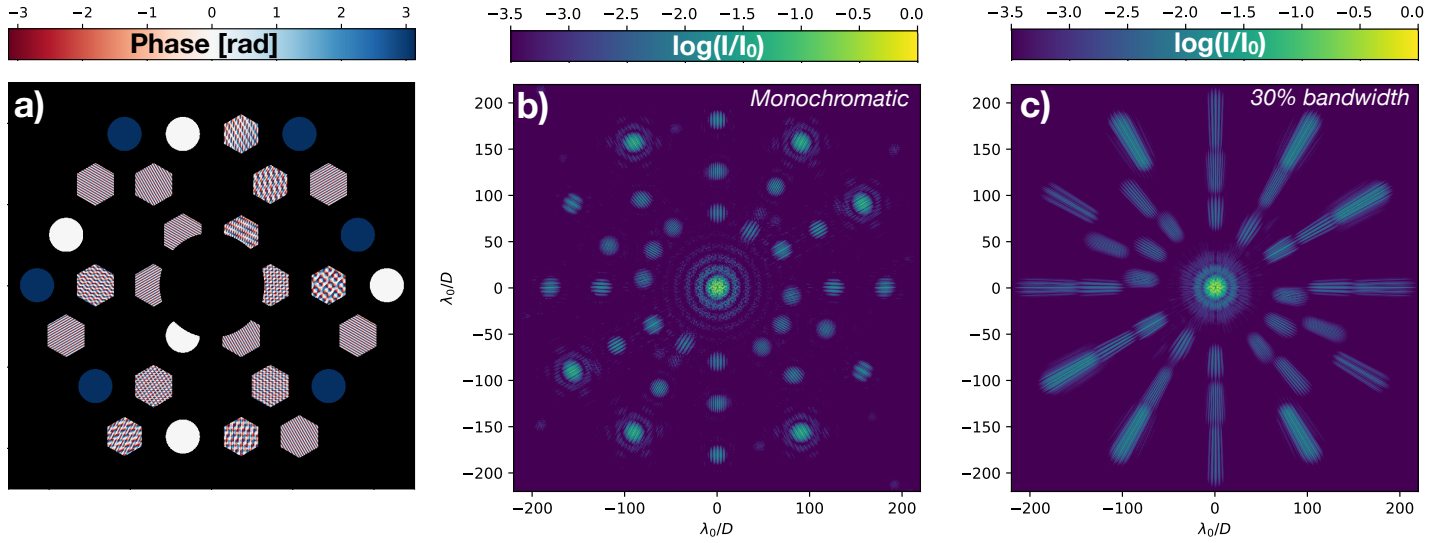 −3 −2 −1 0 1 2 3
Phase [rad]
a)
−3.5 −3.0 −2.5 −2.0 −1.5 −1.0 −0.5 0.0
log(I/I₀)
b)
Monochromatic
200
150
100
50
0
−50
−100
−150
−200
λ₀/D
−200 −100 0 100 200
λ₀/D
−3.5 −3.0 −2.5 −2.0 −1.5 −1.0 −0.5 0.0
log(I/I₀)
c)
30% bandwidth
200
150
100
50
0
−50
−100
−150
−200
λ₀/D
−200 −100 0 100 200
λ₀/D